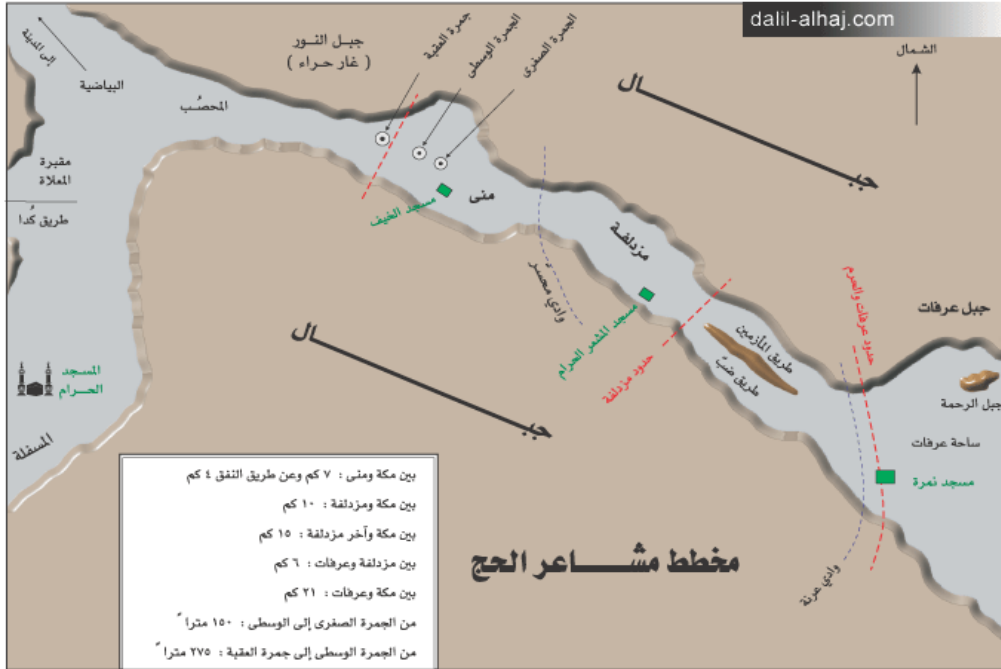 dalil-alhaj.com
الشمال
جبل النور
( غار حراء )
جمرة العقبة
الجمرة الوسطى
الجمرة الصغرى
إلى المدينة
البياضية
المحصُب
جبــال
مقبرة
المعلاة
طريق كُدا
منى
مسجد الخيف
وادي محسر
مزدلفـة
مسجد المشعر الحرام
حدود مزدلفة
طريق المأزمين
طريق ضبّ
حدود عرفات والحرم
جبل عرفات
جبل الرحمة
ساحة عرفات
مسجد نمرة
وادي عرنة
جبــال
المسجد
الحرام
المسفلة
مخطط مشـــاعر الحج
بين مكة ومنى : ٧ كم وعن طريق النفق ٤ كم
بين مكة ومزدلفة : ١٠ كم
بين مكة وآخر مزدلفة : ١٥ كم
بين مزدلفة وعرفات : ٦ كم
بين مكة وعرفات : ٢١ كم
من الجمرة الصغرى إلى الوسطى : ١٥٠ مترا ً
من الجمرة الوسطى إلى جمرة العقبة : ٢٧٥ مترا ً